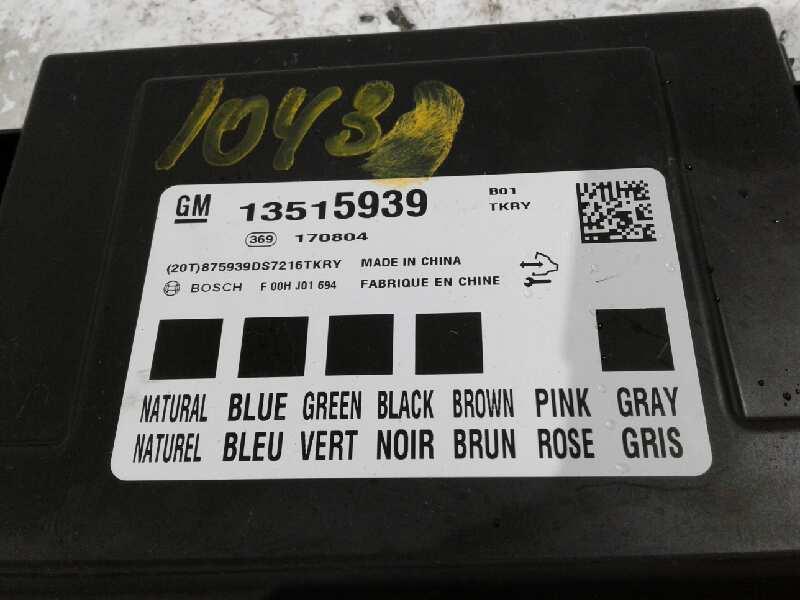 1043
GM 13515939 B01
TKRY
369 170804
(20T)875939DS7216TKRY MADE IN CHINA
BOSCH F 00H J01 694 FABRIQUE EN CHINE
NATURAL BLUE GREEN BLACK BROWN PINK GRAY
NATUREL BLEU VERT NOIR BRUN ROSE GRIS